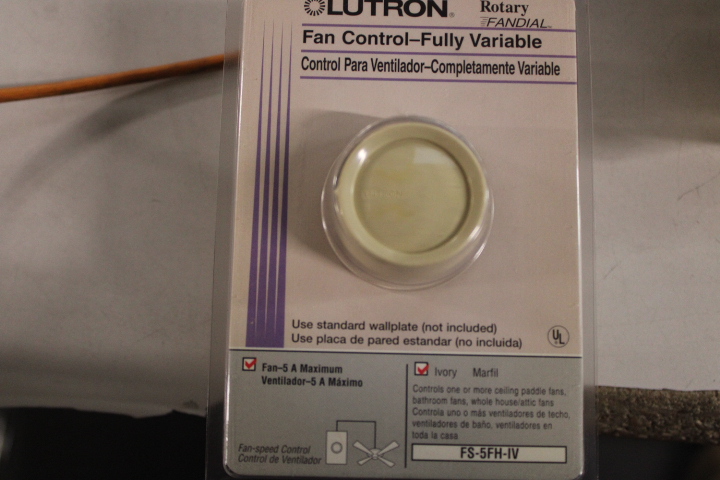 LUTRON
Rotary
FANDIAL
Fan Control–Fully Variable
Control Para Ventilador–Completamente Variable
Use standard wallplate (not included)
Use placa de pared estandar (no incluida)
UL
Fan–5 A Maximum
Ventilador–5 A Máximo
Fan-speed Control
Control de Ventilador
Ivory Marfil
Controls one or more ceiling paddle fans,
bathroom fans, whole house/attic fans
Controla uno o más ventiladores de techo,
ventiladores de baño, ventiladores en
toda la casa
FS-5FH-IV